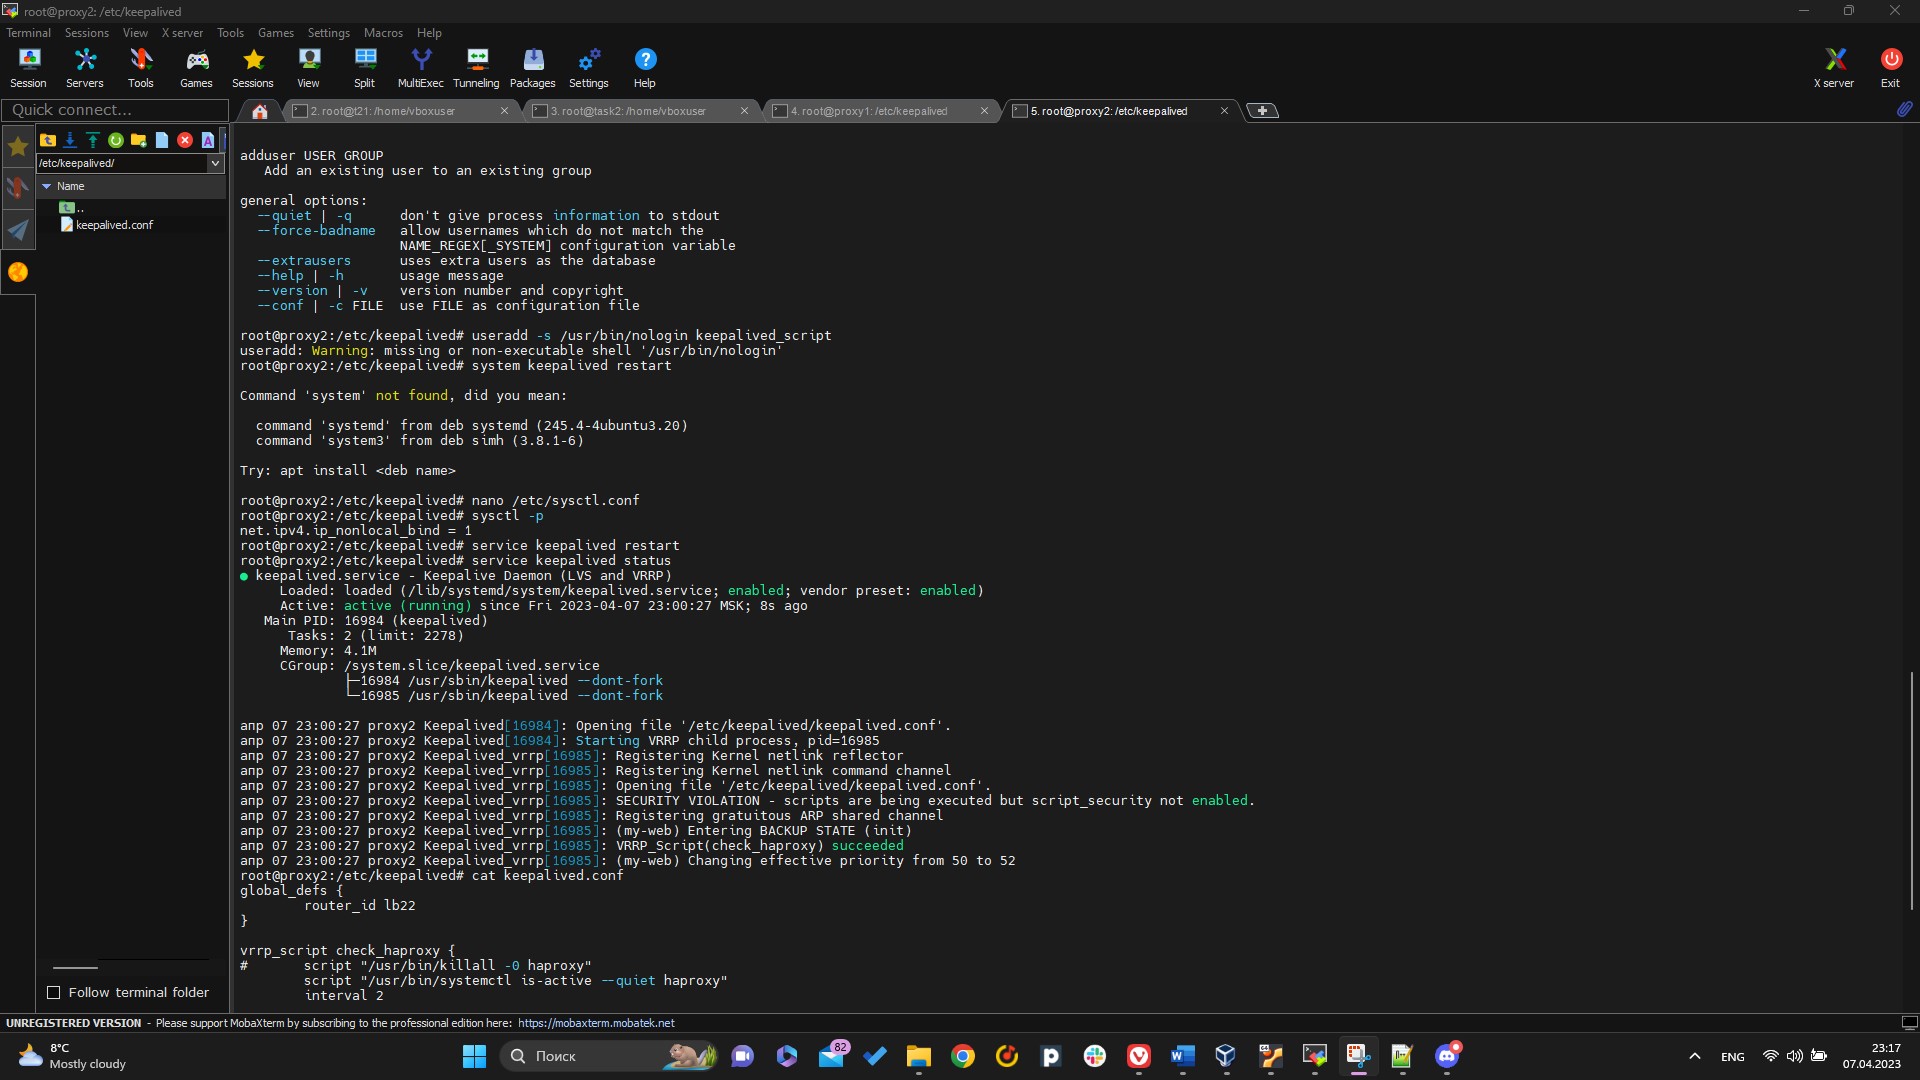 root@proxy2: /etc/keepalived
Terminal Sessions View X server Tools Games Settings Macros Help
Session Servers Tools Games Sessions View Split MultiExec Tunneling Packages Settings Help X server Exit
Quick connect...
2. root@t21: /home/vboxuser
3. root@task2: /home/vboxuser
4. root@proxy1: /etc/keepalived
5. root@proxy2: /etc/keepalived
/etc/keepalived/
Name
..
keepalived.conf
adduser USER GROUP
   Add an existing user to an existing group
general options:
  --quiet | -q      don't give process information to stdout
  --force-badname   allow usernames which do not match the
                    NAME_REGEX[_SYSTEM] configuration variable
  --extrausers      uses extra users as the database
  --help | -h       usage message
  --version | -v    version number and copyright
  --conf | -c FILE  use FILE as configuration file
root@proxy2:/etc/keepalived# useradd -s /usr/bin/nologin keepalived_script
useradd: Warning: missing or non-executable shell '/usr/bin/nologin'
root@proxy2:/etc/keepalived# system keepalived restart
Command 'system' not found, did you mean:
  command 'systemd' from deb systemd (245.4-4ubuntu3.20)
  command 'system3' from deb simh (3.8.1-6)
Try: apt install <deb name>
root@proxy2:/etc/keepalived# nano /etc/sysctl.conf
root@proxy2:/etc/keepalived# sysctl -p
net.ipv4.ip_nonlocal_bind = 1
root@proxy2:/etc/keepalived# service keepalived restart
root@proxy2:/etc/keepalived# service keepalived status
● keepalived.service - Keepalive Daemon (LVS and VRRP)
     Loaded: loaded (/lib/systemd/system/keepalived.service; enabled; vendor preset: enabled)
     Active: active (running) since Fri 2023-04-07 23:00:27 MSK; 8s ago
   Main PID: 16984 (keepalived)
      Tasks: 2 (limit: 2278)
     Memory: 4.1M
     CGroup: /system.slice/keepalived.service
             ├─16984 /usr/sbin/keepalived --dont-fork
             └─16985 /usr/sbin/keepalived --dont-fork
апр 07 23:00:27 proxy2 Keepalived[16984]: Opening file '/etc/keepalived/keepalived.conf'.
апр 07 23:00:27 proxy2 Keepalived[16984]: Starting VRRP child process, pid=16985
апр 07 23:00:27 proxy2 Keepalived_vrrp[16985]: Registering Kernel netlink reflector
апр 07 23:00:27 proxy2 Keepalived_vrrp[16985]: Registering Kernel netlink command channel
апр 07 23:00:27 proxy2 Keepalived_vrrp[16985]: Opening file '/etc/keepalived/keepalived.conf'.
апр 07 23:00:27 proxy2 Keepalived_vrrp[16985]: SECURITY VIOLATION - scripts are being executed but script_security not enabled.
апр 07 23:00:27 proxy2 Keepalived_vrrp[16985]: Registering gratuitous ARP shared channel
апр 07 23:00:27 proxy2 Keepalived_vrrp[16985]: (my-web) Entering BACKUP STATE (init)
апр 07 23:00:27 proxy2 Keepalived_vrrp[16985]: VRRP_Script(check_haproxy) succeeded
апр 07 23:00:27 proxy2 Keepalived_vrrp[16985]: (my-web) Changing effective priority from 50 to 52
root@proxy2:/etc/keepalived# cat keepalived.conf
global_defs {
        router_id lb22
}
vrrp_script check_haproxy {
#       script "/usr/bin/killall -0 haproxy"
        script "/usr/bin/systemctl is-active --quiet haproxy"
        interval 2
Follow terminal folder
UNREGISTERED VERSION - Please support MobaXterm by subscribing to the professional edition here: https://mobaxterm.mobatek.net
8°C
Mostly cloudy
Поиск
82
ENG
23:17
07.04.2023